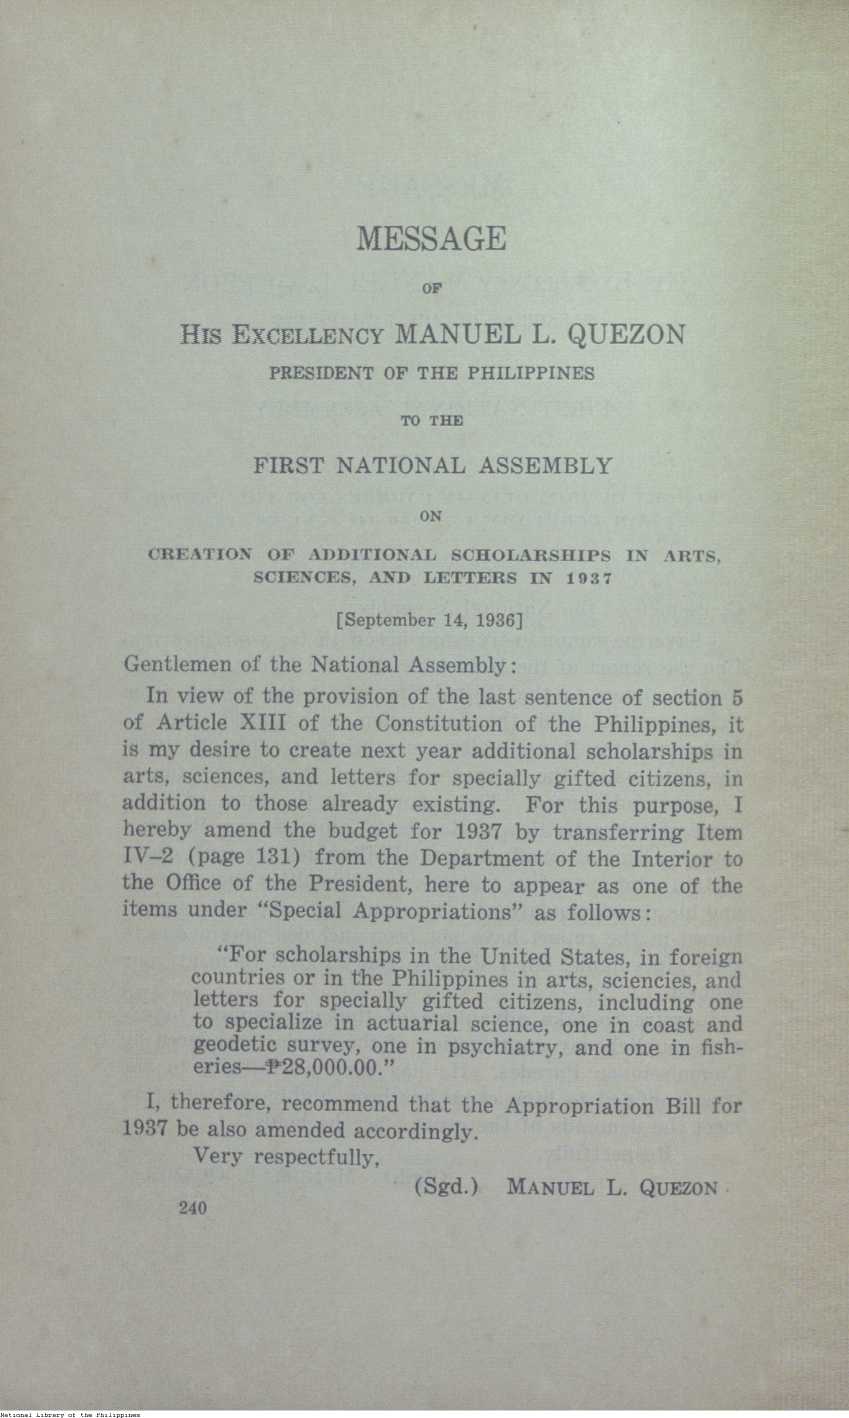 MESSAGE
OF
HIS EXCELLENCY MANUEL L. QUEZON
PRESIDENT OF THE PHILIPPINES
TO THE
FIRST NATIONAL ASSEMBLY
ON
CREATION OF ADDITIONAL SCHOLARSHIPS IN ARTS,
SCIENCES, AND LETTERS IN 1937
[September 14, 1936]
Gentlemen of the National Assembly:
In view of the provision of the last sentence of section 5
of Article XIII of the Constitution of the Philippines, it
is my desire to create next year additional scholarships in
arts, sciences, and letters for specially gifted citizens, in
addition to those already existing. For this purpose, I
hereby amend the budget for 1937 by transferring Item
IV–2 (page 131) from the Department of the Interior to
the Office of the President, here to appear as one of the
items under “Special Appropriations” as follows:
“For scholarships in the United States, in foreign
countries or in the Philippines in arts, sciencies, and
letters for specially gifted citizens, including one
to specialize in actuarial science, one in coast and
geodetic survey, one in psychiatry, and one in fish-
eries—₱28,000.00.”
I, therefore, recommend that the Appropriation Bill for
1937 be also amended accordingly.
Very respectfully,
(Sgd.) MANUEL L. QUEZON
240
National Library of the Philippines